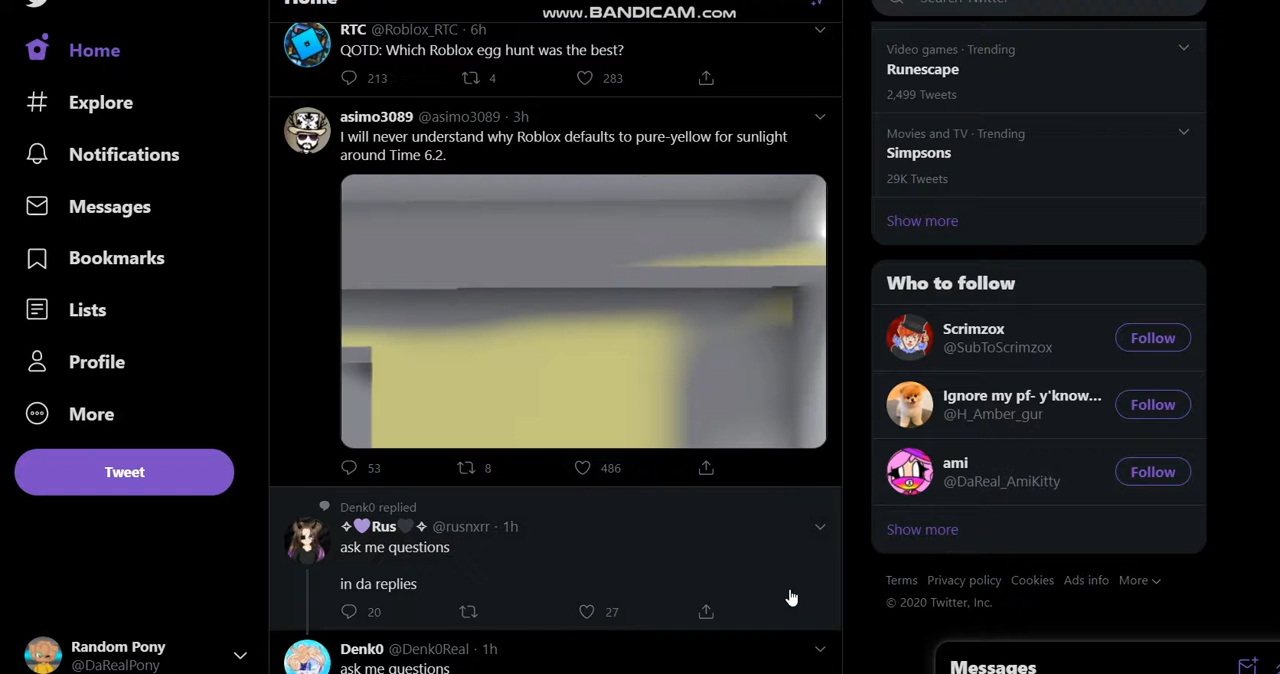 Home
www.BANDICAM.com
Search Twitter
Home
Explore
Notifications
Messages
Bookmarks
Lists
Profile
More
Tweet
Random Pony
@DaRealPony
RTC @Roblox_RTC · 6h
QOTD: Which Roblox egg hunt was the best?
213 4 283
asimo3089 @asimo3089 · 3h
I will never understand why Roblox defaults to pure-yellow for sunlight
around Time 6.2.
53 8 486
Denk0 replied
✧💜Rus🖤✧ @rusnxrr · 1h
ask me questions
in da replies
20 27
Denk0 @Denk0Real · 1h
ask me questions
Video games · Trending
Runescape
2,499 Tweets
Movies and TV · Trending
Simpsons
29K Tweets
Show more
Who to follow
Scrimzox
@SubToScrimzox
Follow
Ignore my pf- y'know...
@H_Amber_gur
Follow
ami
@DaReal_AmiKitty
Follow
Show more
Terms Privacy policy Cookies Ads info More
© 2020 Twitter, Inc.
Messages